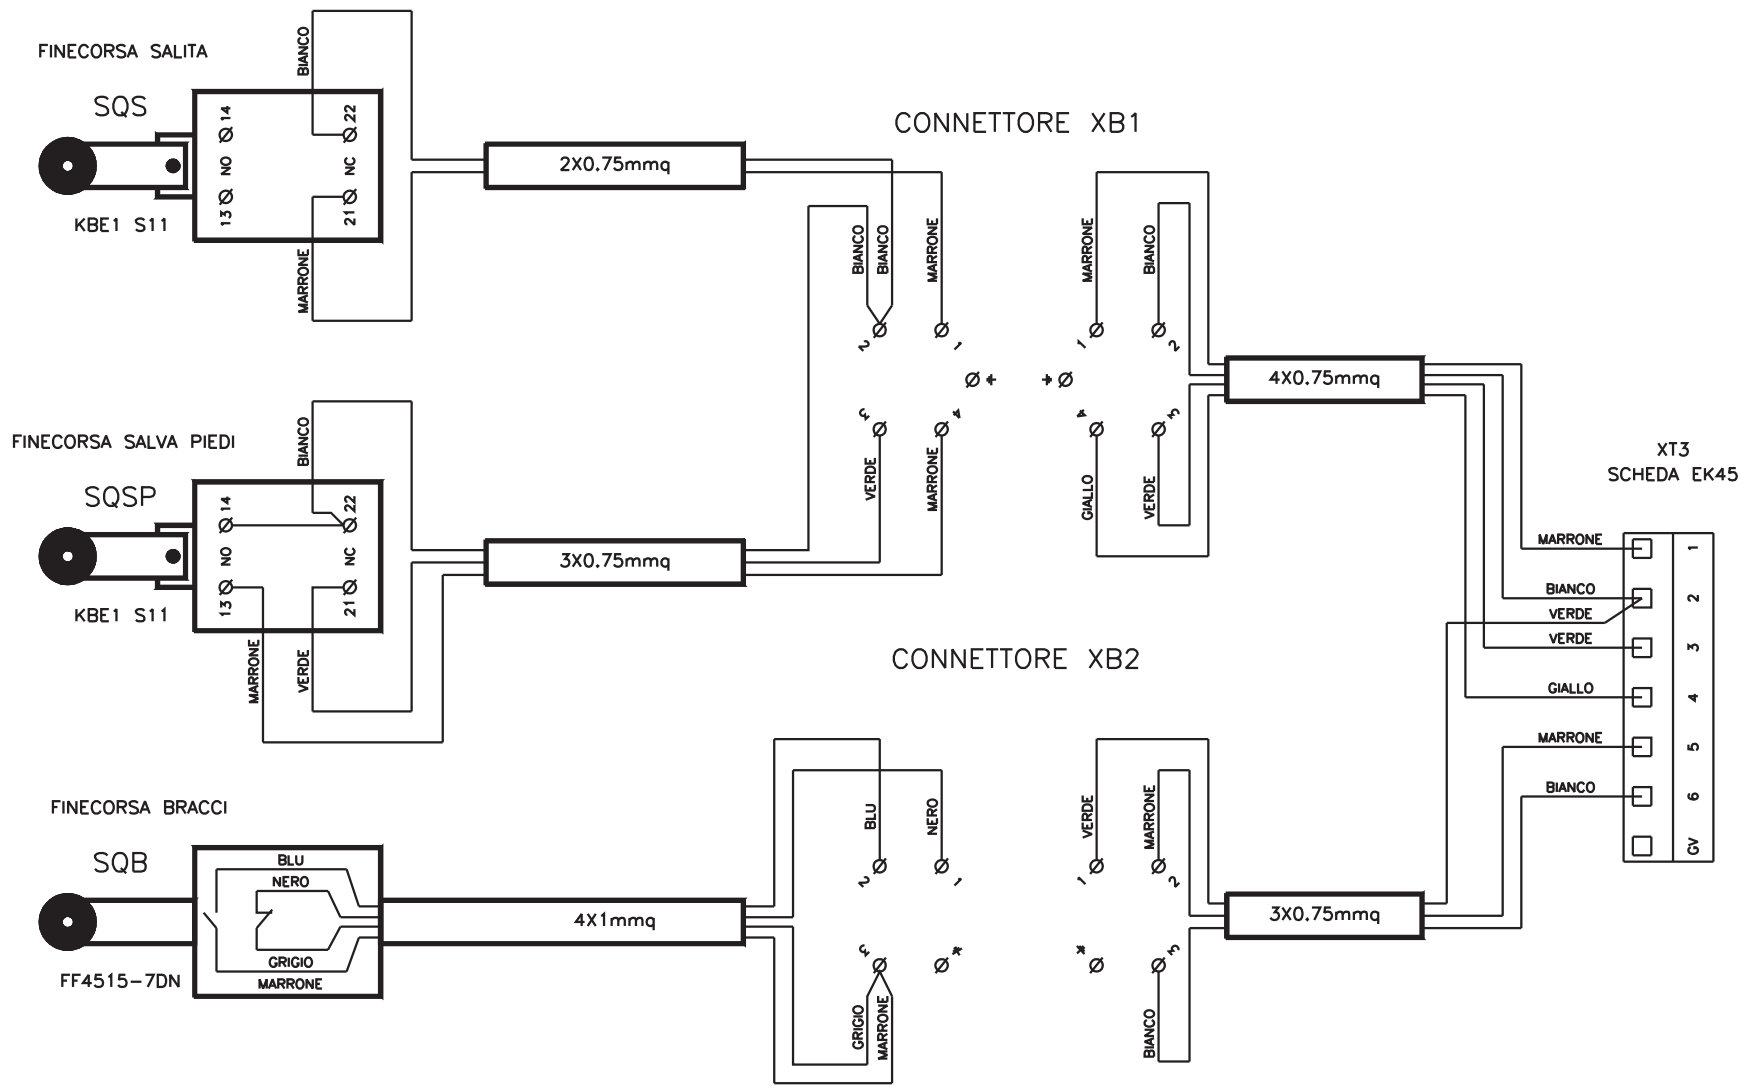 FINECORSA SALITA
SQS
KBE1 S11
BIANCO
14
22
NO
NC
13
21
MARRONE
2X0.75mmq
CONNETTORE XB1
BIANCO
BIANCO
MARRONE
2
1
3
4
VERDE
MARRONE
MARRONE
BIANCO
1
2
4
3
GIALLO
VERDE
4X0.75mmq
FINECORSA SALVA PIEDI
SQSP
KBE1 S11
BIANCO
14
22
NO
NC
13
21
MARRONE
VERDE
3X0.75mmq
XT3
SCHEDA EK45
MARRONE
1
BIANCO
2
VERDE
VERDE
3
GIALLO
4
MARRONE
5
BIANCO
6
GV
CONNETTORE XB2
FINECORSA BRACCI
SQB
FF4515-7DN
BLU
NERO
GRIGIO
MARRONE
4X1mmq
BLU
NERO
2
1
3
*
GRIGIO
MARRONE
VERDE
MARRONE
1
2
*
3
BIANCO
3X0.75mmq